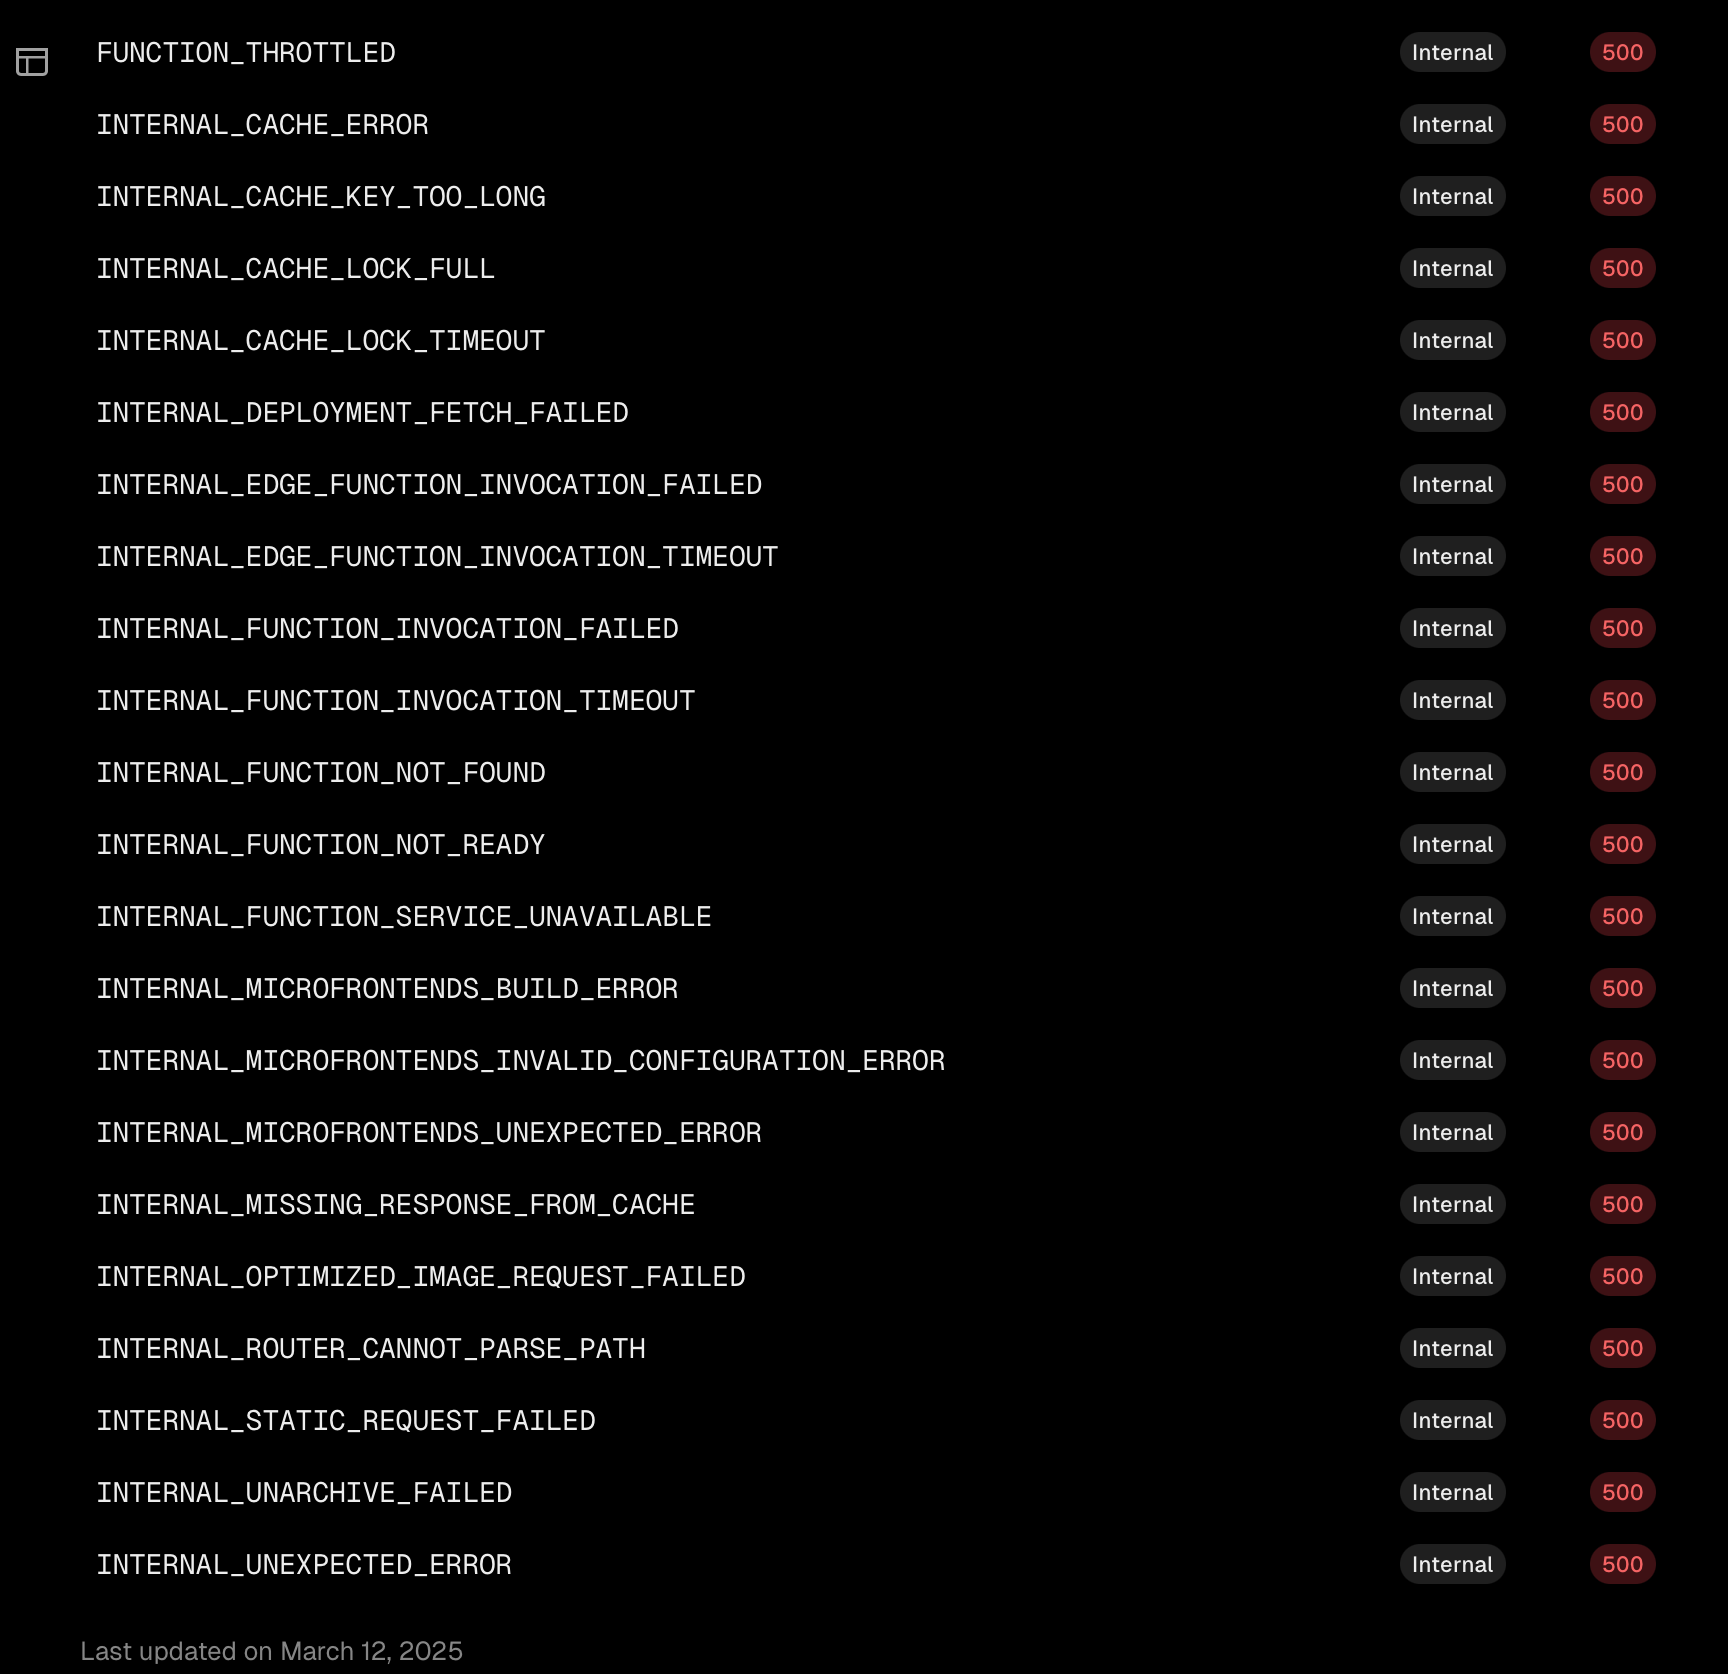 FUNCTION_THROTTLED Internal 500
INTERNAL_CACHE_ERROR Internal 500
INTERNAL_CACHE_KEY_TOO_LONG Internal 500
INTERNAL_CACHE_LOCK_FULL Internal 500
INTERNAL_CACHE_LOCK_TIMEOUT Internal 500
INTERNAL_DEPLOYMENT_FETCH_FAILED Internal 500
INTERNAL_EDGE_FUNCTION_INVOCATION_FAILED Internal 500
INTERNAL_EDGE_FUNCTION_INVOCATION_TIMEOUT Internal 500
INTERNAL_FUNCTION_INVOCATION_FAILED Internal 500
INTERNAL_FUNCTION_INVOCATION_TIMEOUT Internal 500
INTERNAL_FUNCTION_NOT_FOUND Internal 500
INTERNAL_FUNCTION_NOT_READY Internal 500
INTERNAL_FUNCTION_SERVICE_UNAVAILABLE Internal 500
INTERNAL_MICROFRONTENDS_BUILD_ERROR Internal 500
INTERNAL_MICROFRONTENDS_INVALID_CONFIGURATION_ERROR Internal 500
INTERNAL_MICROFRONTENDS_UNEXPECTED_ERROR Internal 500
INTERNAL_MISSING_RESPONSE_FROM_CACHE Internal 500
INTERNAL_OPTIMIZED_IMAGE_REQUEST_FAILED Internal 500
INTERNAL_ROUTER_CANNOT_PARSE_PATH Internal 500
INTERNAL_STATIC_REQUEST_FAILED Internal 500
INTERNAL_UNARCHIVE_FAILED Internal 500
INTERNAL_UNEXPECTED_ERROR Internal 500
Last updated on March 12, 2025